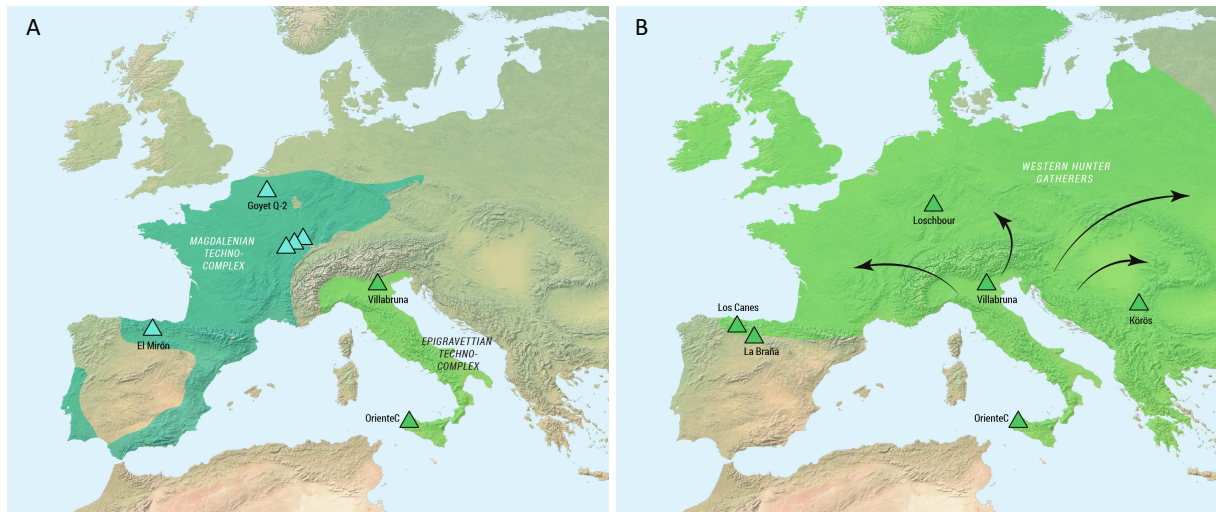 A
Goyet Q-2
MAGDALENIAN
TECHNO-
COMPLEX
Villabruna
El Mirón
EPIGRAVETTIAN
TECHNO-
COMPLEX
OrienteC
B
WESTERN HUNTER
GATHERERS
Loschbour
Villabruna
Los Canes
Körös
La Braña
OrienteC